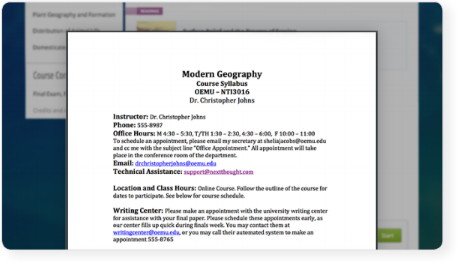 Plant Geography and Formation
Modern Geography
Course Syllabus
OEMU – NTI3016
Dr. Christopher Johns
Instructor: Dr. Christopher Johns
Phone: 555-8987
Office Hours: M 4:30 – 5:30, T/TH 1:30 – 2:30, 4:30 – 6:00, F 10:00 – 11:00
To schedule an appointment, please email my secretary at sheliajacobs@oemu.edu
and cc me with the subject line "Office Appointment." All appointment will take
place in the conference room of the department.
Email: drchristopherjohns@oemu.edu
Technical Assistance: support@nextthought.com
Location and Class Hours: Online Course. Follow the outline of the course for
dates to participate. See below for course schedule.
Writing Center: Please make an appointment with the university writing center
for assistance with your final paper. Please schedule these appointments early, as
our center fills up quick during finals week. You may contact them at
writingcenter@oemu.edu, or you may call their automated system to make an
appointment 555-8765